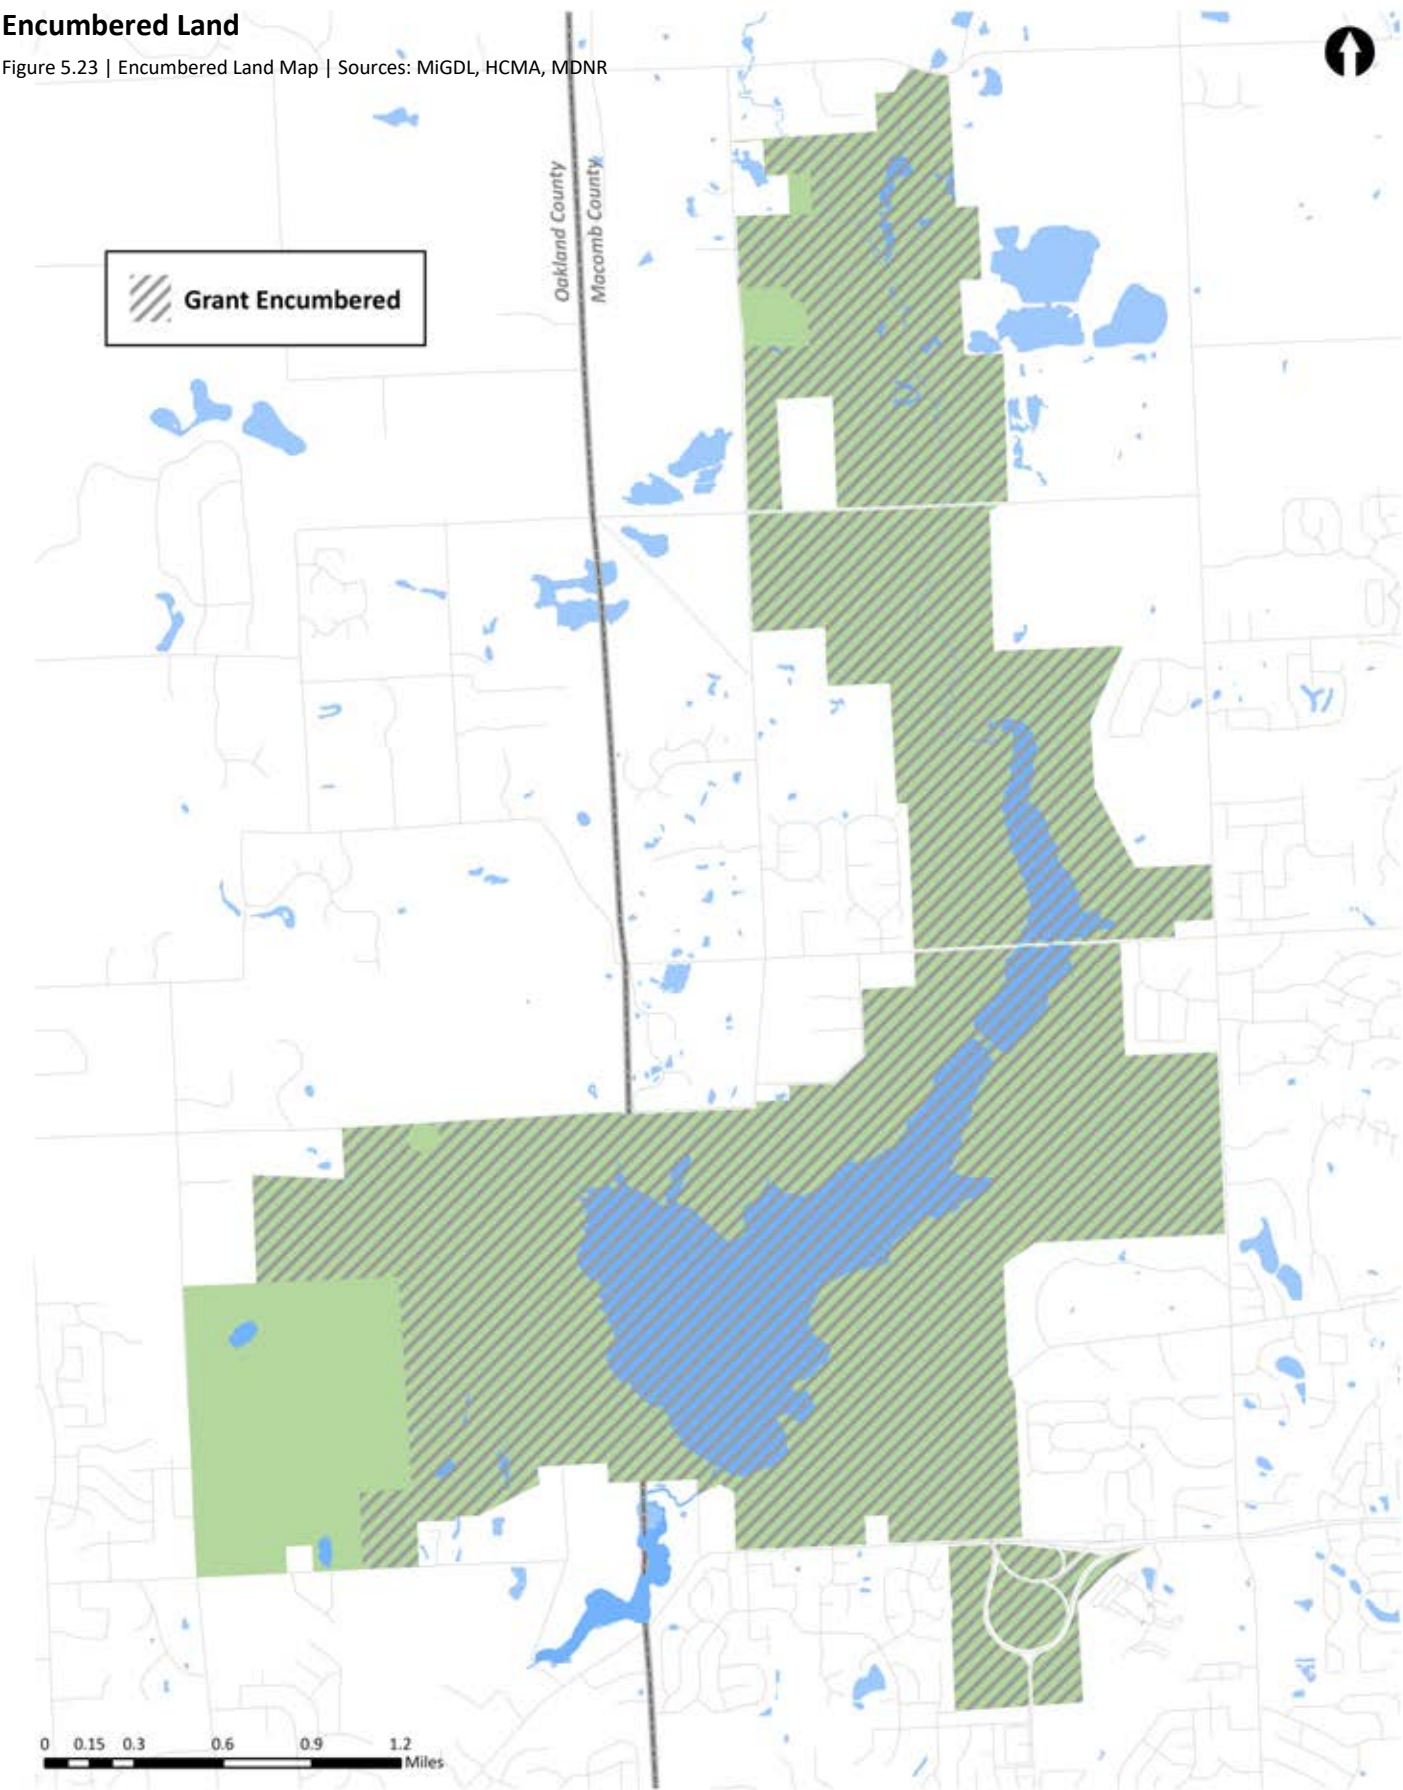 Encumbered Land
Figure 5.23 | Encumbered Land Map | Sources: MiGDL, HCMA, MDNR
Oakland County
Macomb County
Grant Encumbered
0 0.15 0.3 0.6 0.9 1.2
Miles